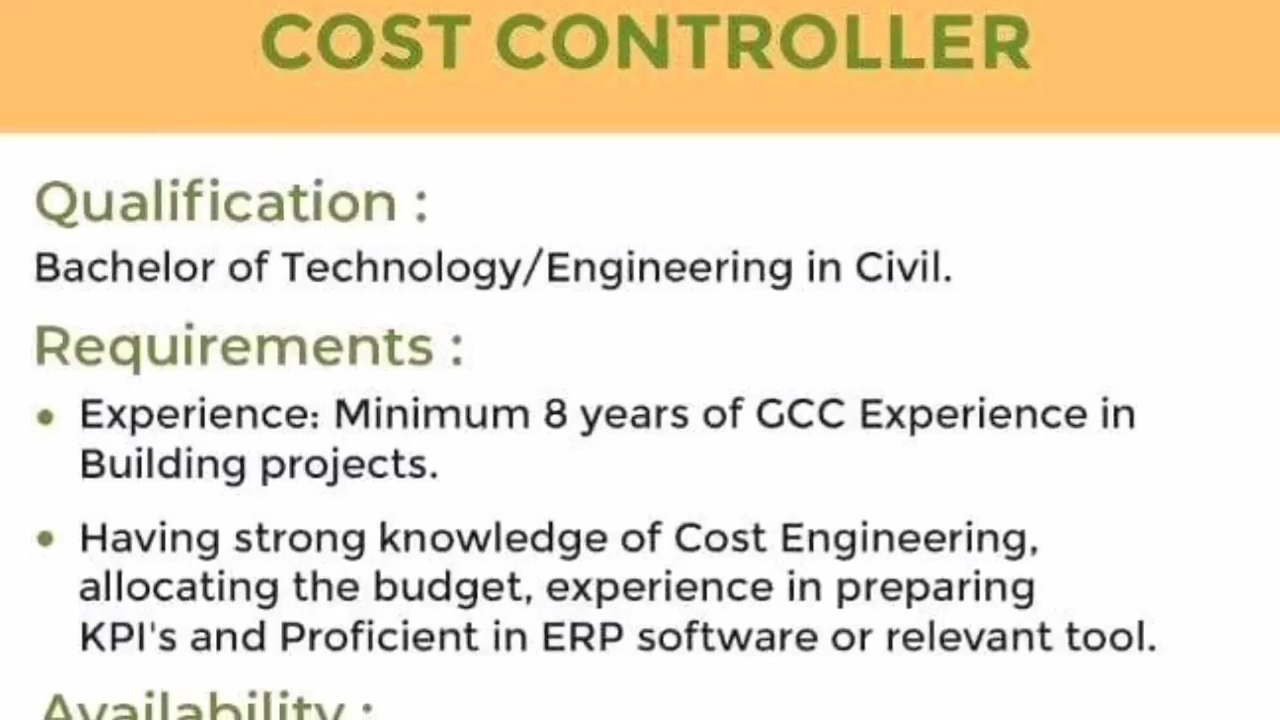 COST CONTROLLER
Qualification :
Bachelor of Technology/Engineering in Civil.
Requirements :
• Experience: Minimum 8 years of GCC Experience in
Building projects.
• Having strong knowledge of Cost Engineering,
allocating the budget, experience in preparing
KPI's and Proficient in ERP software or relevant tool.
Availability :